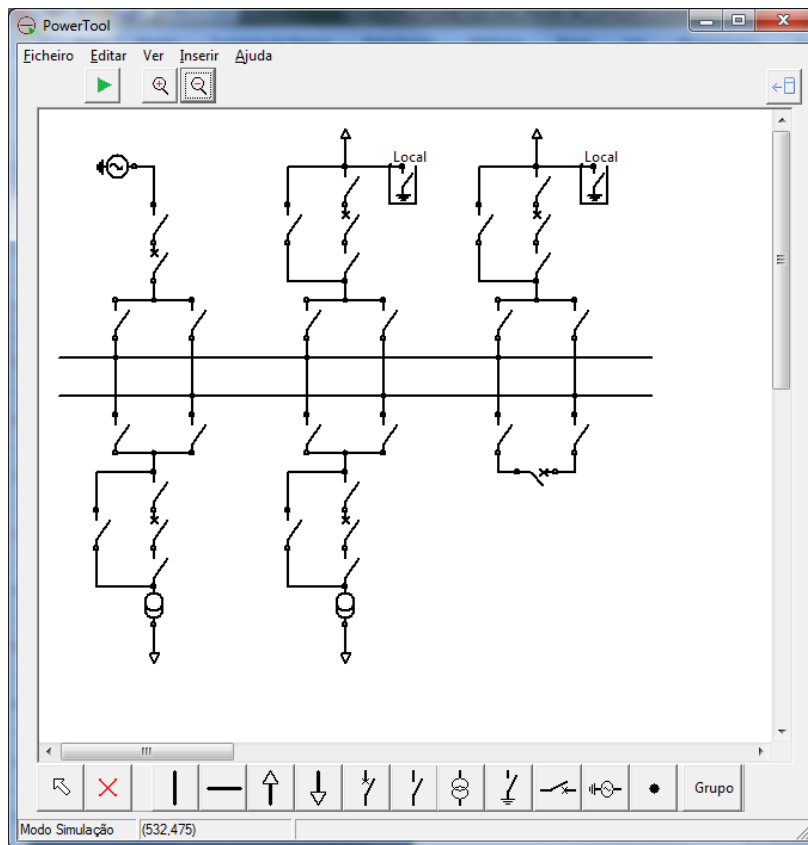 PowerTool
Ficheiro Editar Ver Inserir Ajuda
Local Local
Grupo
Modo Simulação (532,475)